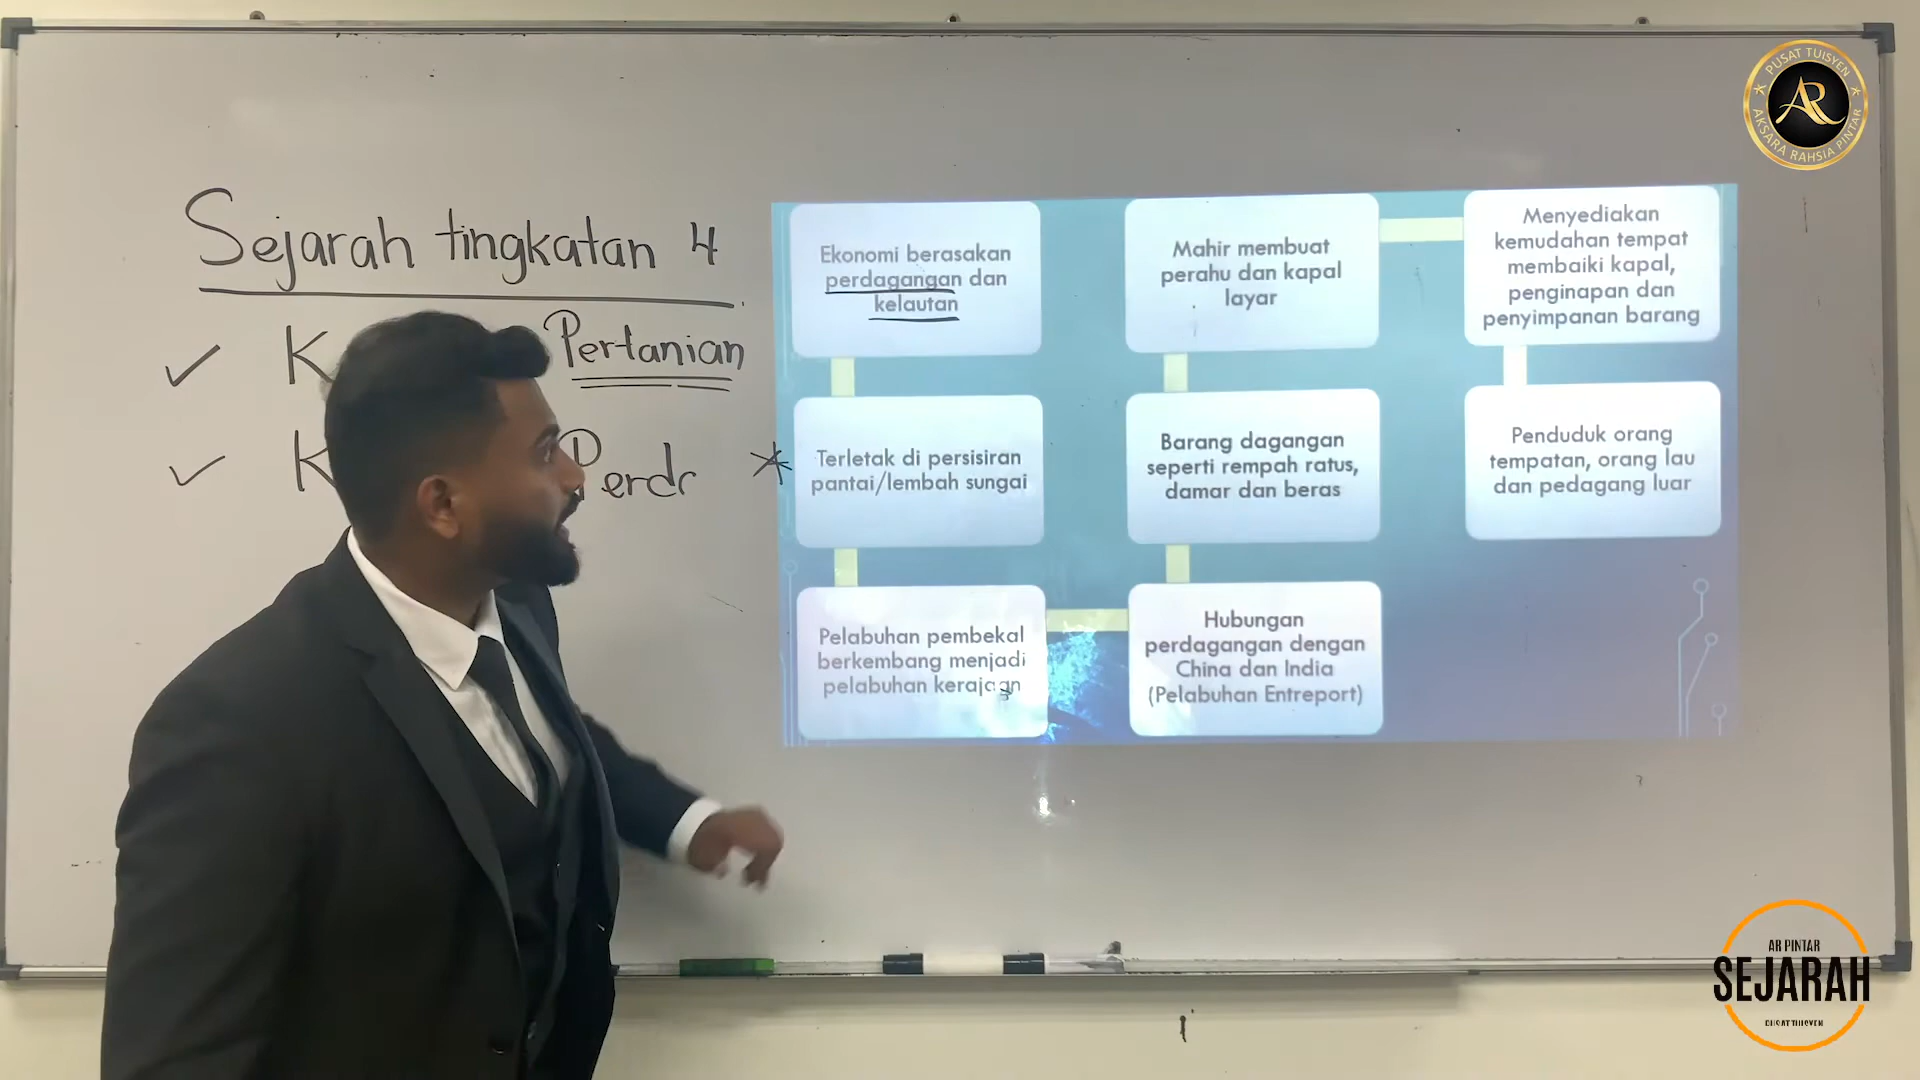 Sejarah tingkatan 4
Pertanian
Ekonomi berasakan
perdagangan dan
kelautan
Terletak di persisiran
pantai/lembah sungai
Pelabuhan pembekal
berkembang menjadi
pelabuhan kerajaan
Mahir membuat
perahu dan kapal
layar
Barang dagangan
seperti rempah ratus,
damar dan beras
Hubungan
perdagangan dengan
China dan India
(Pelabuhan Entreport)
Menyediakan
kemudahan tempat
membaiki kapal,
penginapan dan
penyimpanan barang
Penduduk orang
tempatan, orang lau
dan pedagang luar
PUSAT TUISYEN
AR
AKSARA RAHSIA PINTAR
AR PINTAR
SEJARAH
PUSAT TUISYEN